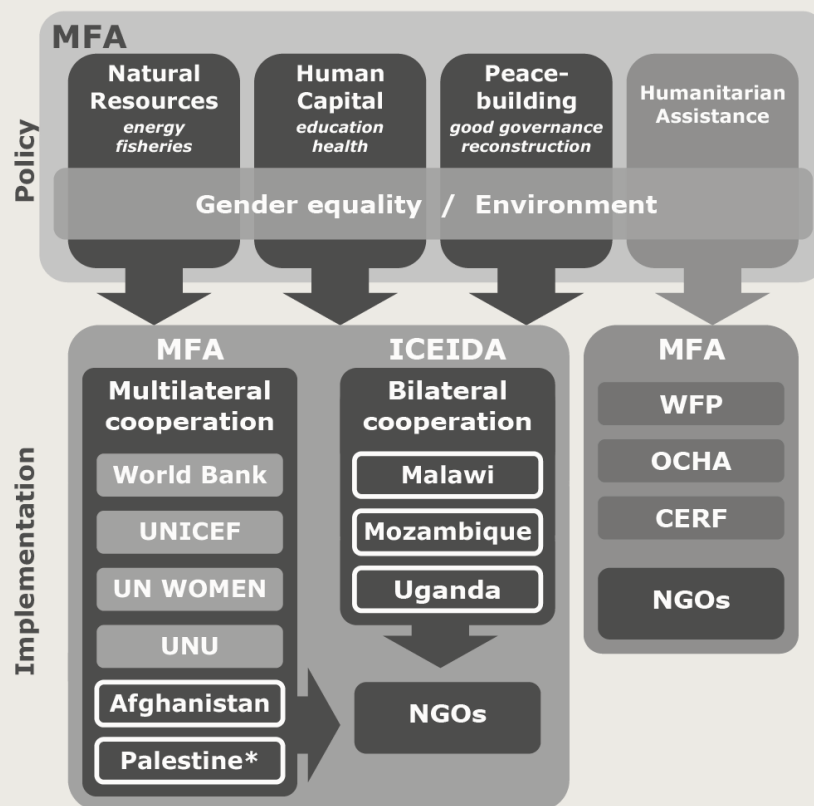 MFA
Policy
Natural
Resources
energy
fisheries
Human
Capital
education
health
Peace-
building
good governance
reconstruction
Humanitarian
Assistance
Gender equality / Environment
Implementation
MFA
Multilateral
cooperation
World Bank
UNICEF
UN WOMEN
UNU
Afghanistan
Palestine*
ICEIDA
Bilateral
cooperation
Malawi
Mozambique
Uganda
NGOs
MFA
WFP
OCHA
CERF
NGOs